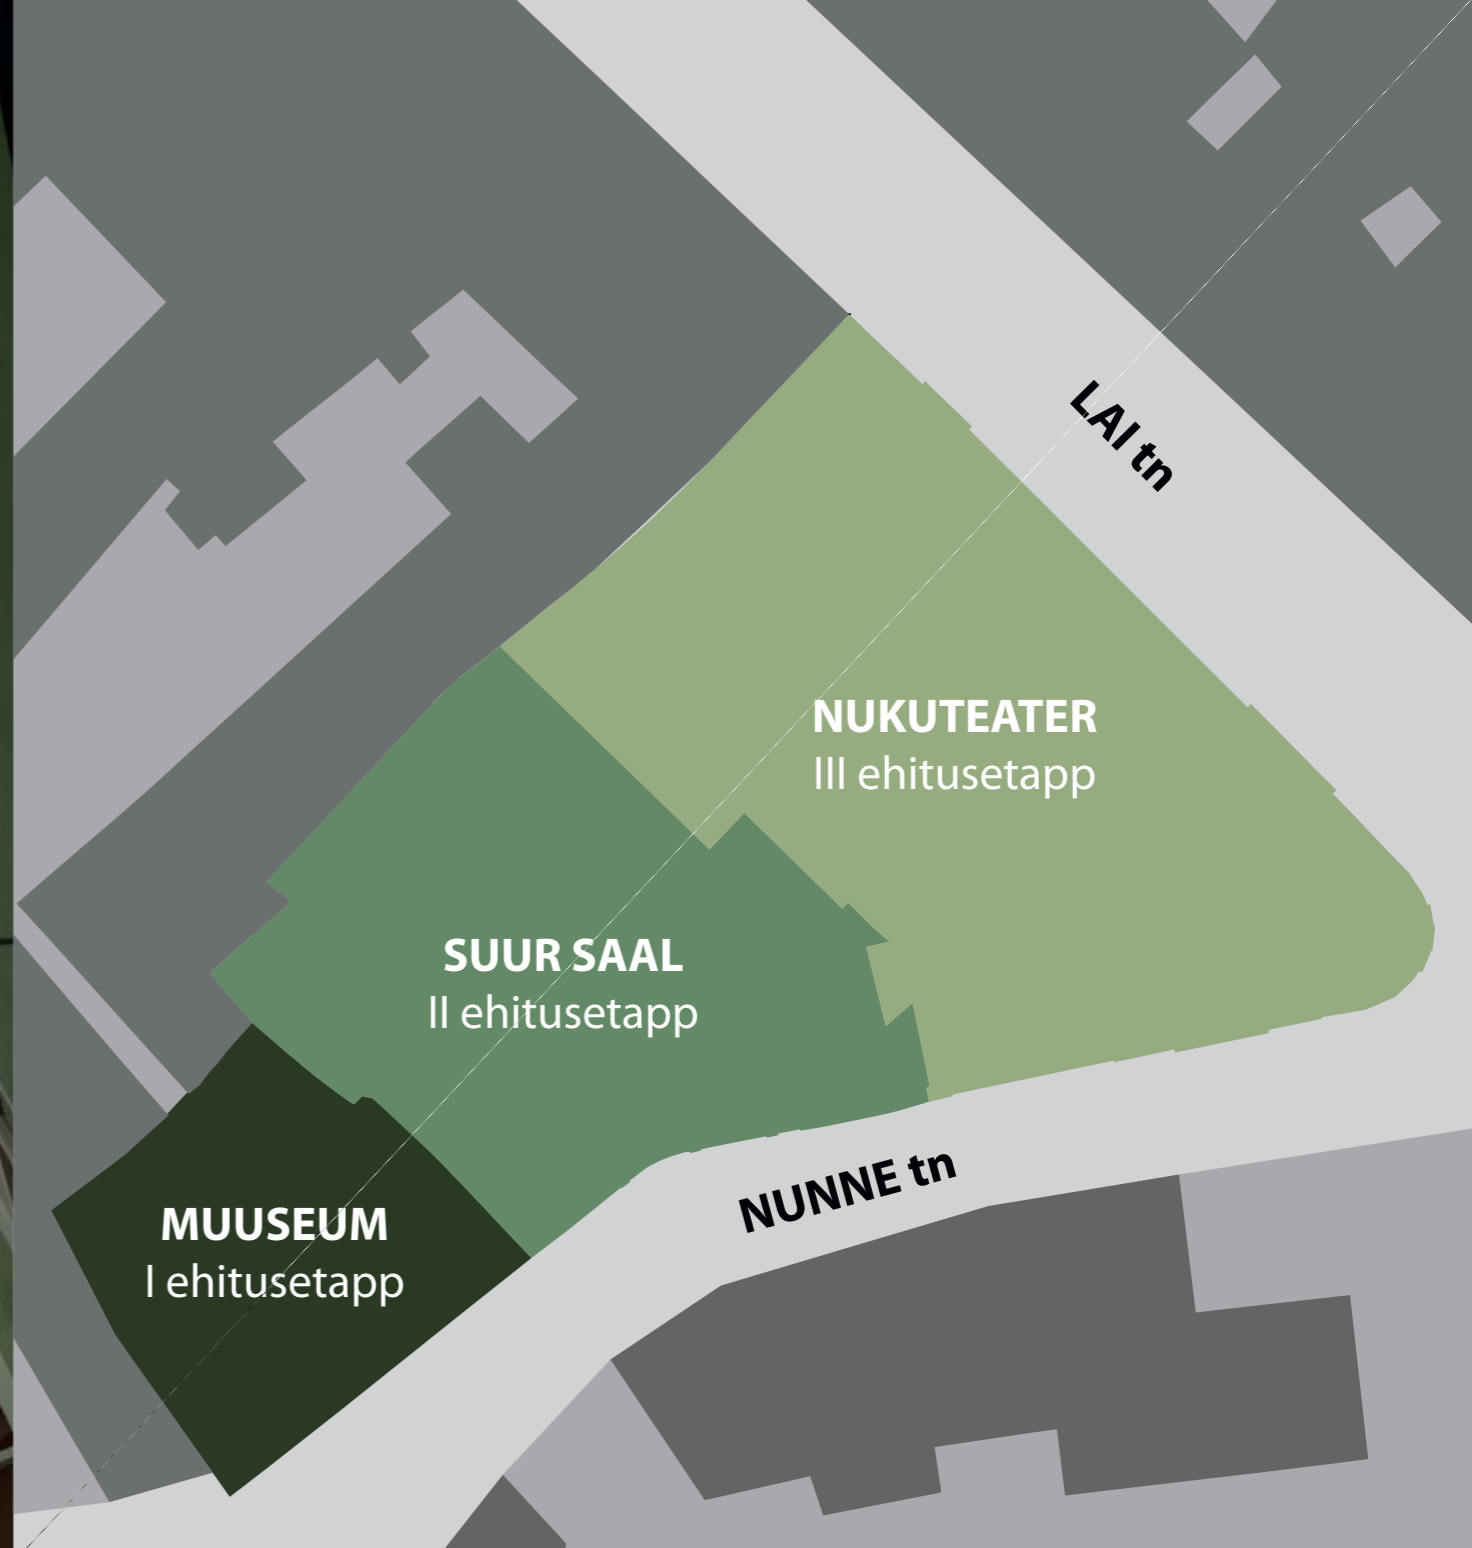 LAI tn
NUKUTEATER
III ehitusetapp
SUUR SAAL
II ehitusetapp
NUNNE tn
MUUSEUM
I ehitusetapp